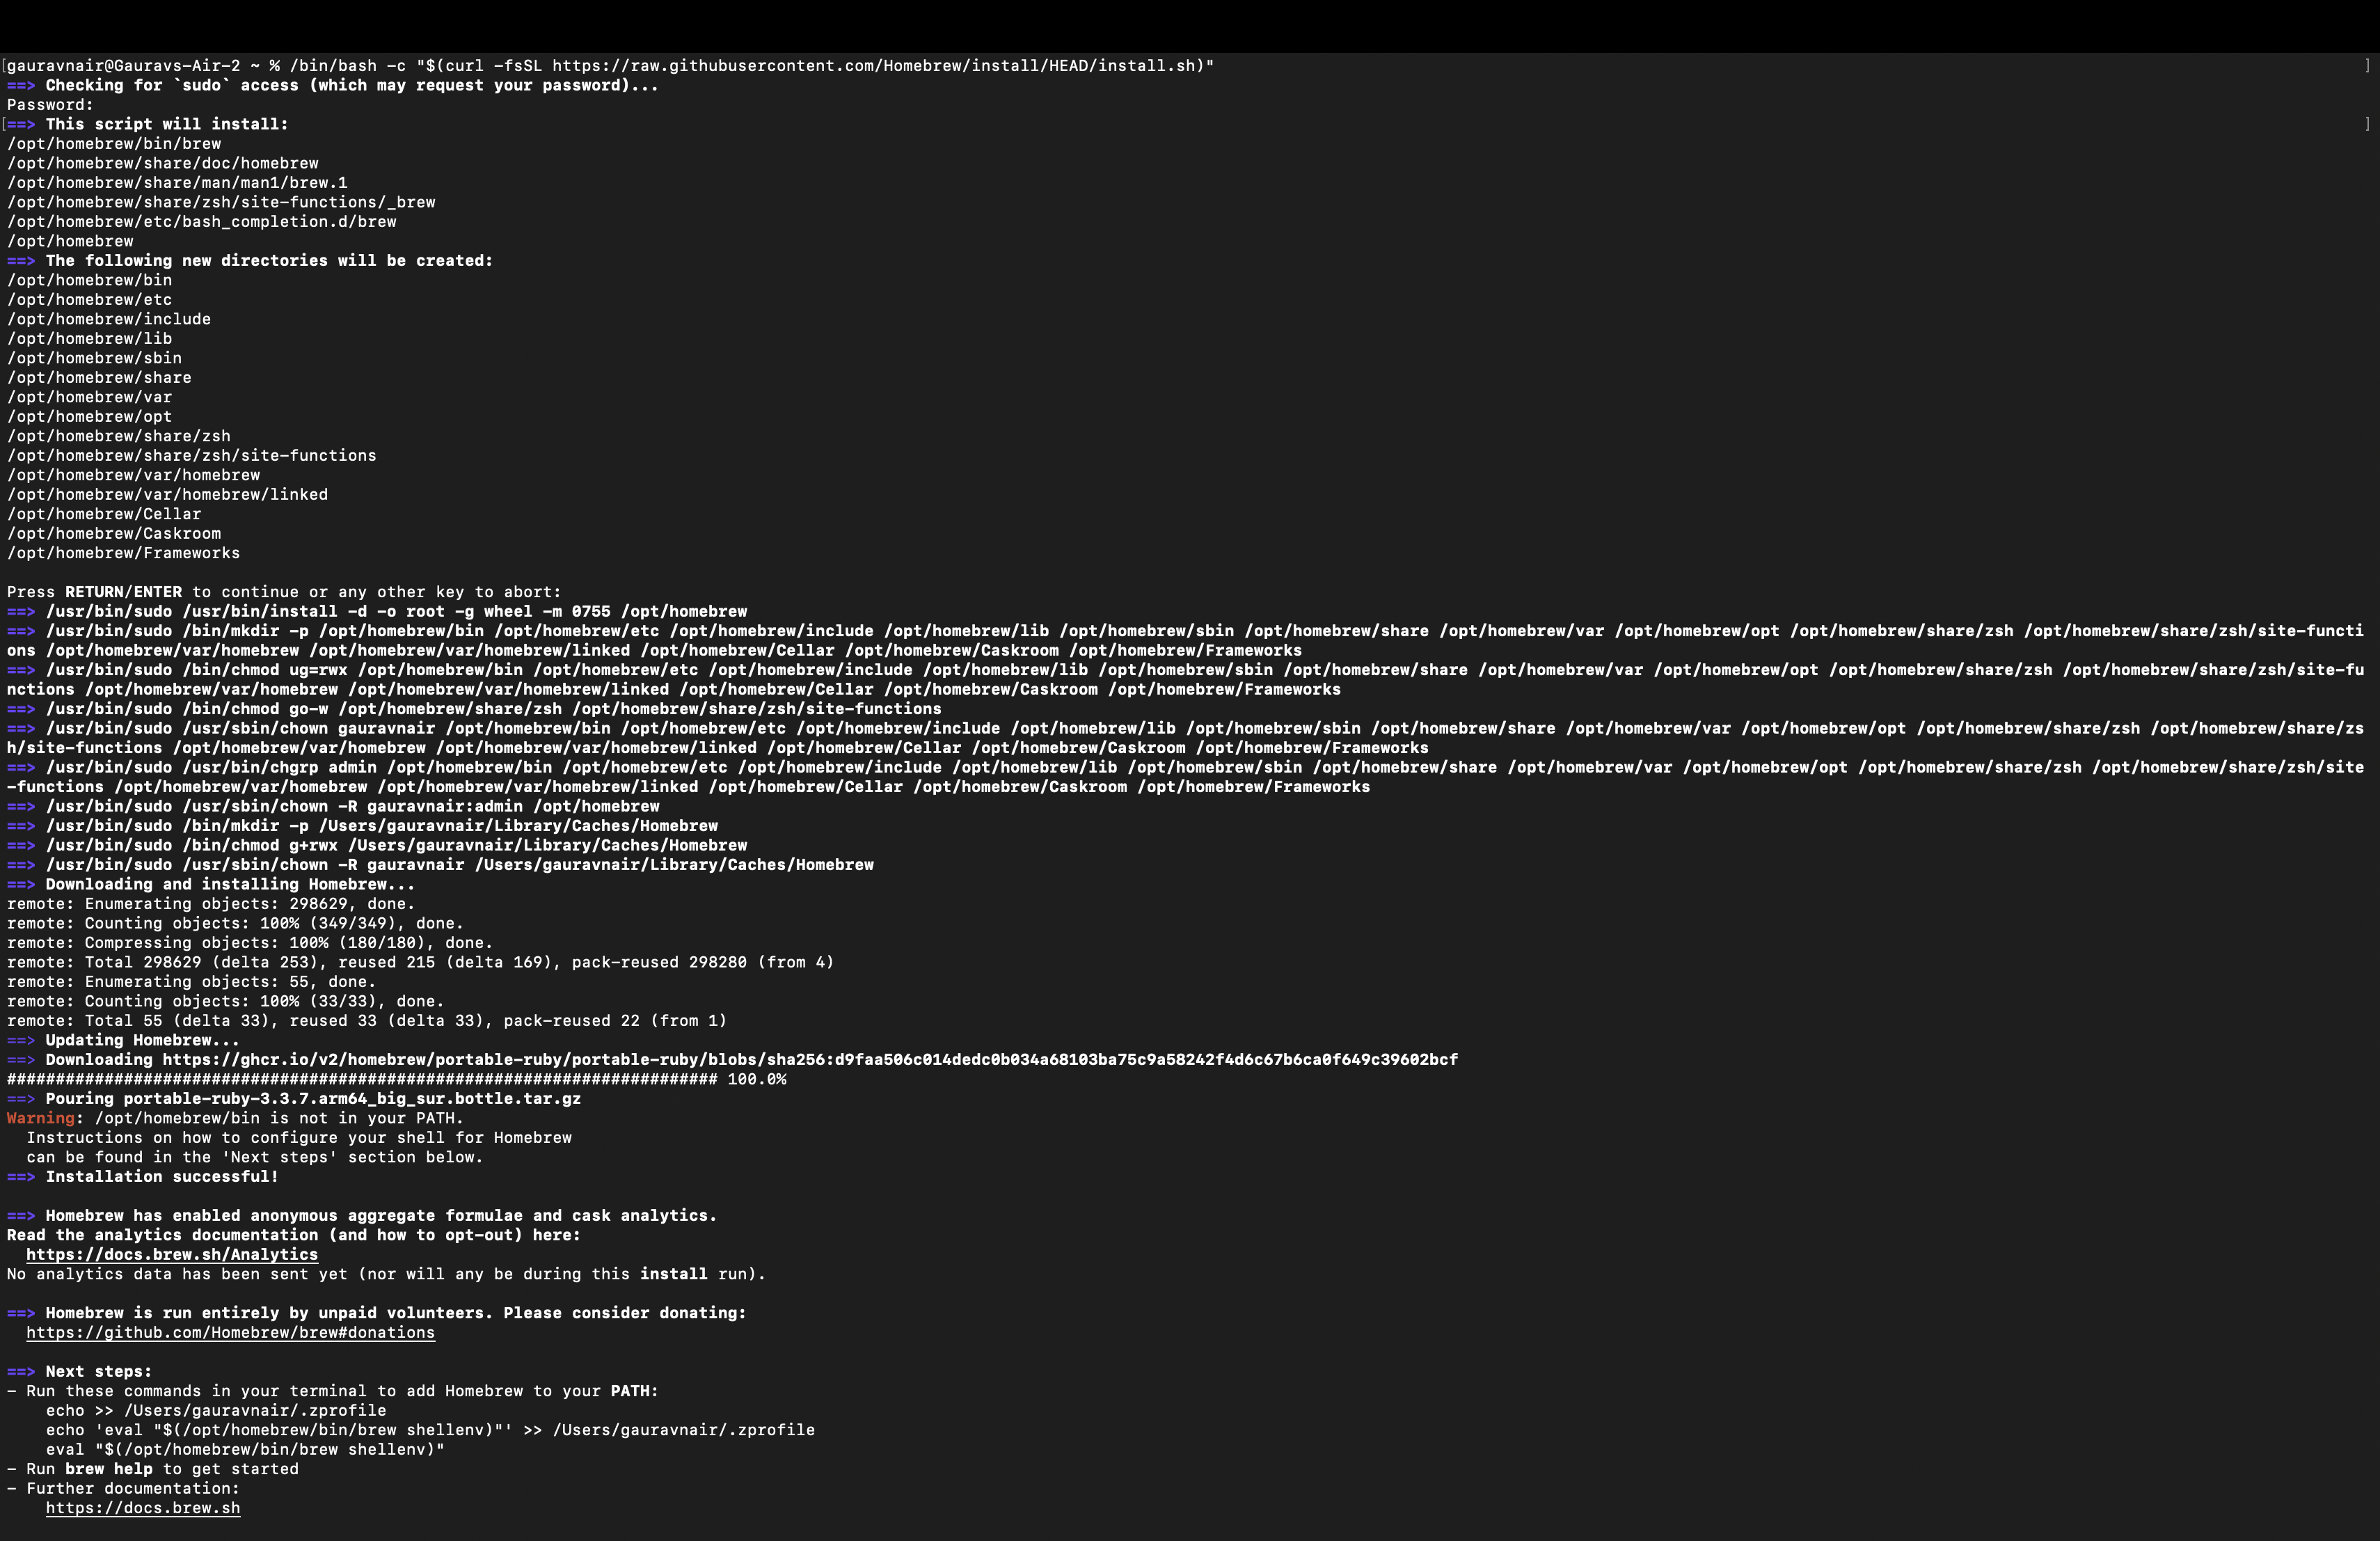 [gauravnair@Gauravs-Air-2 ~ % /bin/bash -c "$(curl -fsSL https://raw.githubusercontent.com/Homebrew/install/HEAD/install.sh)" ]
==> Checking for `sudo` access (which may request your password)...
Password:
[==> This script will install: ]
/opt/homebrew/bin/brew
/opt/homebrew/share/doc/homebrew
/opt/homebrew/share/man/man1/brew.1
/opt/homebrew/share/zsh/site-functions/_brew
/opt/homebrew/etc/bash_completion.d/brew
/opt/homebrew
==> The following new directories will be created:
/opt/homebrew/bin
/opt/homebrew/etc
/opt/homebrew/include
/opt/homebrew/lib
/opt/homebrew/sbin
/opt/homebrew/share
/opt/homebrew/var
/opt/homebrew/opt
/opt/homebrew/share/zsh
/opt/homebrew/share/zsh/site-functions
/opt/homebrew/var/homebrew
/opt/homebrew/var/homebrew/linked
/opt/homebrew/Cellar
/opt/homebrew/Caskroom
/opt/homebrew/Frameworks

Press RETURN/ENTER to continue or any other key to abort:
==> /usr/bin/sudo /usr/bin/install -d -o root -g wheel -m 0755 /opt/homebrew
==> /usr/bin/sudo /bin/mkdir -p /opt/homebrew/bin /opt/homebrew/etc /opt/homebrew/include /opt/homebrew/lib /opt/homebrew/sbin /opt/homebrew/share /opt/homebrew/var /opt/homebrew/opt /opt/homebrew/share/zsh /opt/homebrew/share/zsh/site-functi
ons /opt/homebrew/var/homebrew /opt/homebrew/var/homebrew/linked /opt/homebrew/Cellar /opt/homebrew/Caskroom /opt/homebrew/Frameworks
==> /usr/bin/sudo /bin/chmod ug=rwx /opt/homebrew/bin /opt/homebrew/etc /opt/homebrew/include /opt/homebrew/lib /opt/homebrew/sbin /opt/homebrew/share /opt/homebrew/var /opt/homebrew/opt /opt/homebrew/share/zsh /opt/homebrew/share/zsh/site-fu
nctions /opt/homebrew/var/homebrew /opt/homebrew/var/homebrew/linked /opt/homebrew/Cellar /opt/homebrew/Caskroom /opt/homebrew/Frameworks
==> /usr/bin/sudo /bin/chmod go-w /opt/homebrew/share/zsh /opt/homebrew/share/zsh/site-functions
==> /usr/bin/sudo /usr/sbin/chown gauravnair /opt/homebrew/bin /opt/homebrew/etc /opt/homebrew/include /opt/homebrew/lib /opt/homebrew/sbin /opt/homebrew/share /opt/homebrew/var /opt/homebrew/opt /opt/homebrew/share/zsh /opt/homebrew/share/zs
h/site-functions /opt/homebrew/var/homebrew /opt/homebrew/var/homebrew/linked /opt/homebrew/Cellar /opt/homebrew/Caskroom /opt/homebrew/Frameworks
==> /usr/bin/sudo /usr/bin/chgrp admin /opt/homebrew/bin /opt/homebrew/etc /opt/homebrew/include /opt/homebrew/lib /opt/homebrew/sbin /opt/homebrew/share /opt/homebrew/var /opt/homebrew/opt /opt/homebrew/share/zsh /opt/homebrew/share/zsh/site
-functions /opt/homebrew/var/homebrew /opt/homebrew/var/homebrew/linked /opt/homebrew/Cellar /opt/homebrew/Caskroom /opt/homebrew/Frameworks
==> /usr/bin/sudo /usr/sbin/chown -R gauravnair:admin /opt/homebrew
==> /usr/bin/sudo /bin/mkdir -p /Users/gauravnair/Library/Caches/Homebrew
==> /usr/bin/sudo /bin/chmod g+rwx /Users/gauravnair/Library/Caches/Homebrew
==> /usr/bin/sudo /usr/sbin/chown -R gauravnair /Users/gauravnair/Library/Caches/Homebrew
==> Downloading and installing Homebrew...
remote: Enumerating objects: 298629, done.
remote: Counting objects: 100% (349/349), done.
remote: Compressing objects: 100% (180/180), done.
remote: Total 298629 (delta 253), reused 215 (delta 169), pack-reused 298280 (from 4)
remote: Enumerating objects: 55, done.
remote: Counting objects: 100% (33/33), done.
remote: Total 55 (delta 33), reused 33 (delta 33), pack-reused 22 (from 1)
==> Updating Homebrew...
==> Downloading https://ghcr.io/v2/homebrew/portable-ruby/portable-ruby/blobs/sha256:d9faa506c014dedc0b034a68103ba75c9a58242f4d6c67b6ca0f649c39602bcf
######################################################################### 100.0%
==> Pouring portable-ruby-3.3.7.arm64_big_sur.bottle.tar.gz
Warning: /opt/homebrew/bin is not in your PATH.
  Instructions on how to configure your shell for Homebrew
  can be found in the 'Next steps' section below.
==> Installation successful!

==> Homebrew has enabled anonymous aggregate formulae and cask analytics.
Read the analytics documentation (and how to opt-out) here:
  https://docs.brew.sh/Analytics
No analytics data has been sent yet (nor will any be during this install run).

==> Homebrew is run entirely by unpaid volunteers. Please consider donating:
  https://github.com/Homebrew/brew#donations

==> Next steps:
- Run these commands in your terminal to add Homebrew to your PATH:
    echo >> /Users/gauravnair/.zprofile
    echo 'eval "$(/opt/homebrew/bin/brew shellenv)"' >> /Users/gauravnair/.zprofile
    eval "$(/opt/homebrew/bin/brew shellenv)"
- Run brew help to get started
- Further documentation:
    https://docs.brew.sh